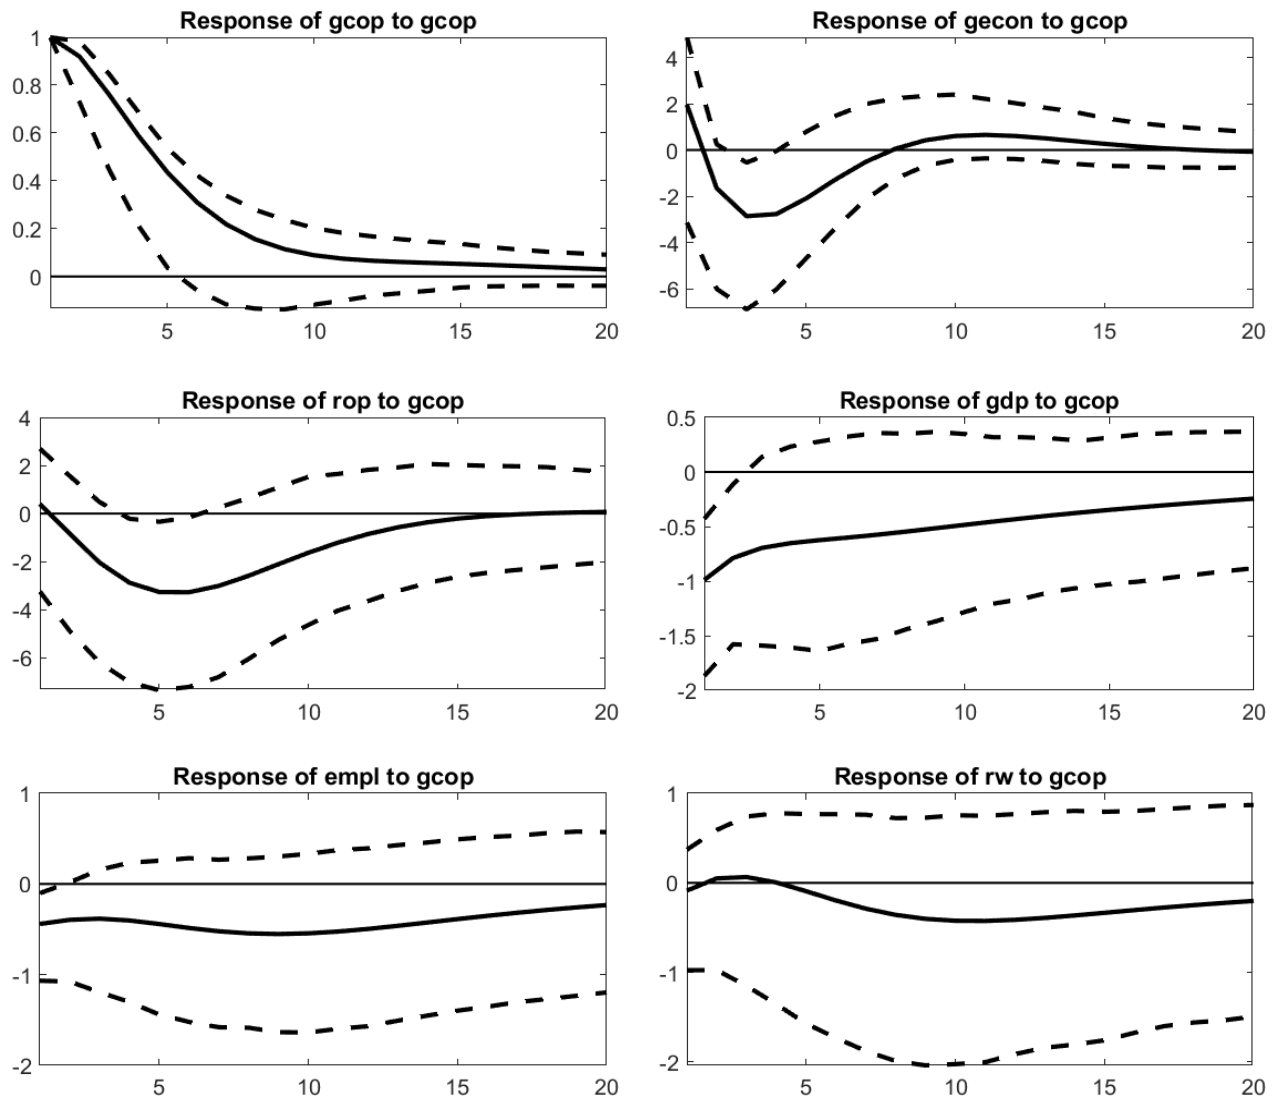 Response of gcop to gcop
1
0.8
0.6
0.4
0.2
0
5 10 15 20
Response of gecon to gcop
4
2
0
-2
-4
-6
5 10 15 20
Response of rop to gcop
4
2
0
-2
-4
-6
5 10 15 20
Response of gdp to gcop
0.5
0
-0.5
-1
-1.5
-2
5 10 15 20
Response of empl to gcop
1
0
-1
-2
5 10 15 20
Response of rw to gcop
1
0
-1
-2
5 10 15 20